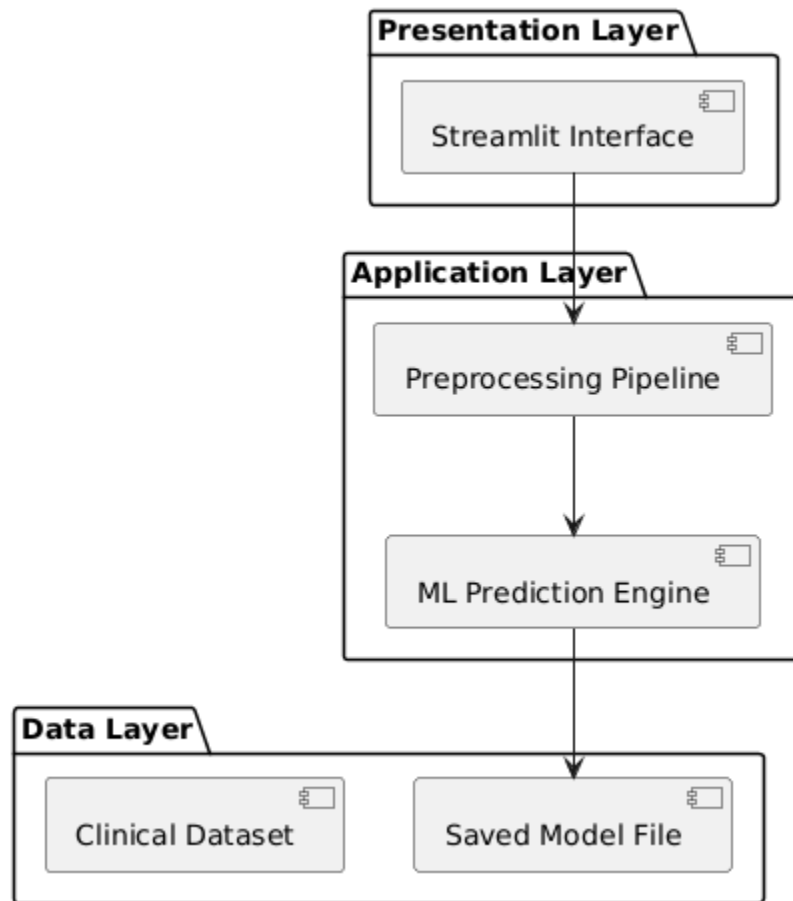 Presentation Layer
Streamlit Interface
Application Layer
Preprocessing Pipeline
ML Prediction Engine
Data Layer
Clinical Dataset
Saved Model File